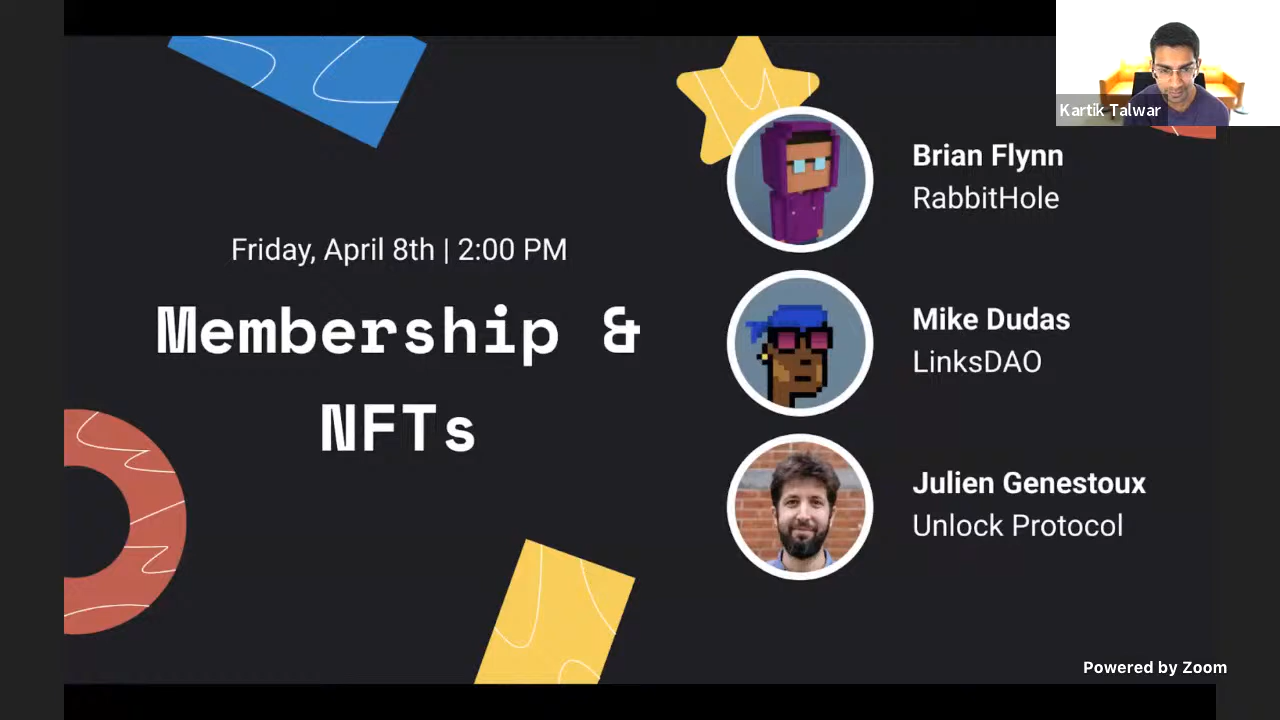 Kartik Talwar
Friday, April 8th | 2:00 PM
Membership &
NFTs
Brian Flynn
RabbitHole
Mike Dudas
LinksDAO
Julien Genestoux
Unlock Protocol
Powered by Zoom